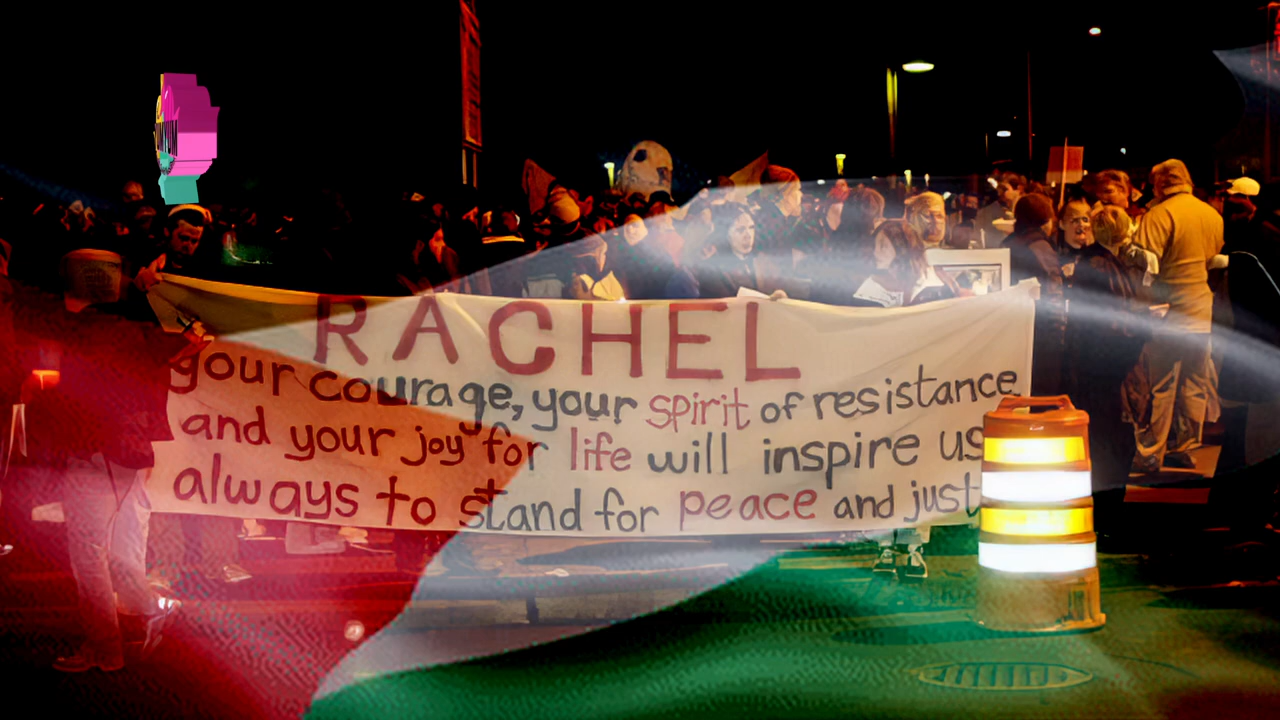 RACHEL
your courage, your spirit of resistance
and your joy for life will inspire us
always to stand for peace and just